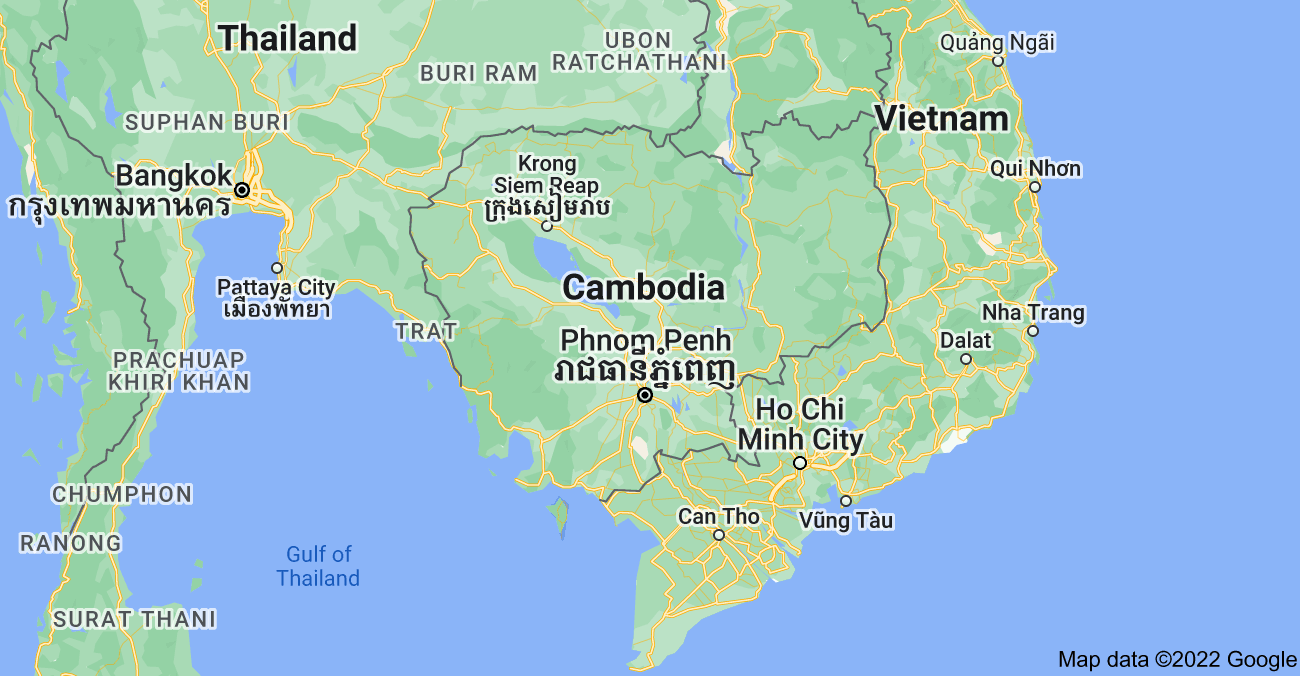 Thailand
UBON
RATCHATHANI
Quảng Ngãi
BURI RAM
SUPHAN BURI
Vietnam
Bangkok
กรุงเทพมหานคร
Krong
Siem Reap
ក្រុងសៀមរាប
Qui Nhơn
Pattaya City
เมืองพัทยา
Cambodia
TRAT
Nha Trang
Dalat
Phnom Penh
រាជធានីភ្នំពេញ
PRACHUAP
KHIRI KHAN
Ho Chi
Minh City
CHUMPHON
Can Tho
Vũng Tàu
RANONG
Gulf of
Thailand
SURAT THANI
Map data ©2022 Google